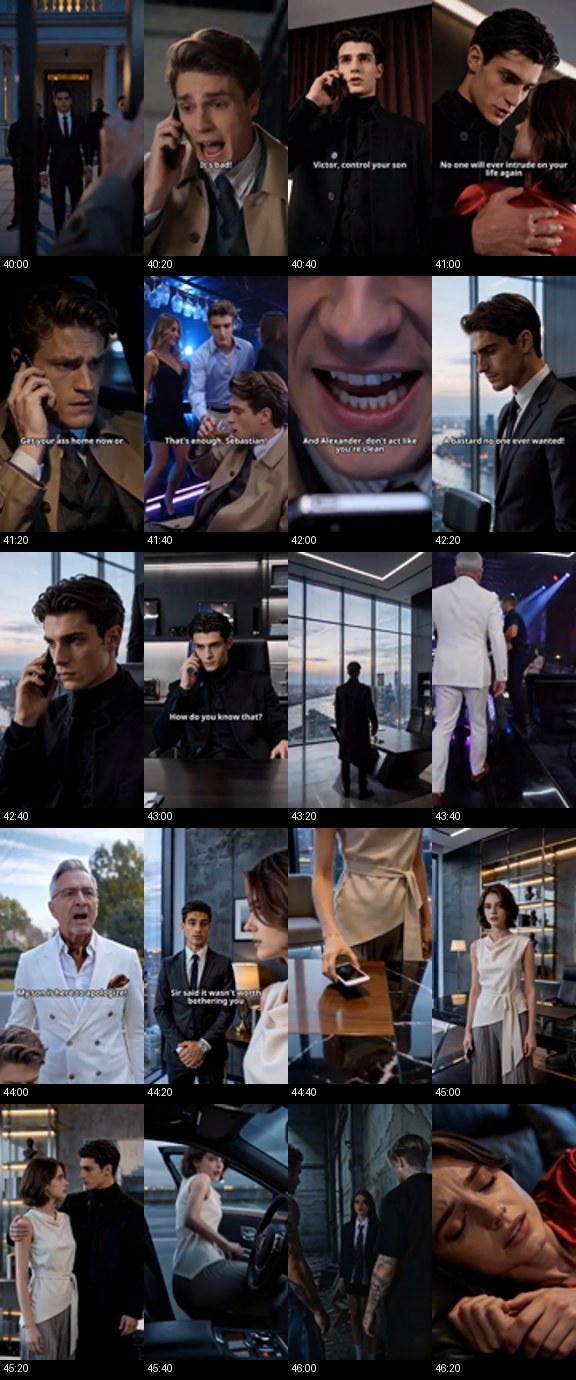 It's bad!
Victor, control your son
No one will ever intrude on your
life again
40:00
40:20
40:40
41:00
Get your ass home now or
That's enough, Sebastian!
And Alexander, don't act like
you're clean
A bastard no one ever wanted!
41:20
41:40
42:00
42:20
How do you know that?
42:40
43:00
43:20
43:40
My son is here to apologize!
Sir said it wasn't worth
bothering you
44:00
44:20
44:40
45:00
45:20
45:40
46:00
46:20